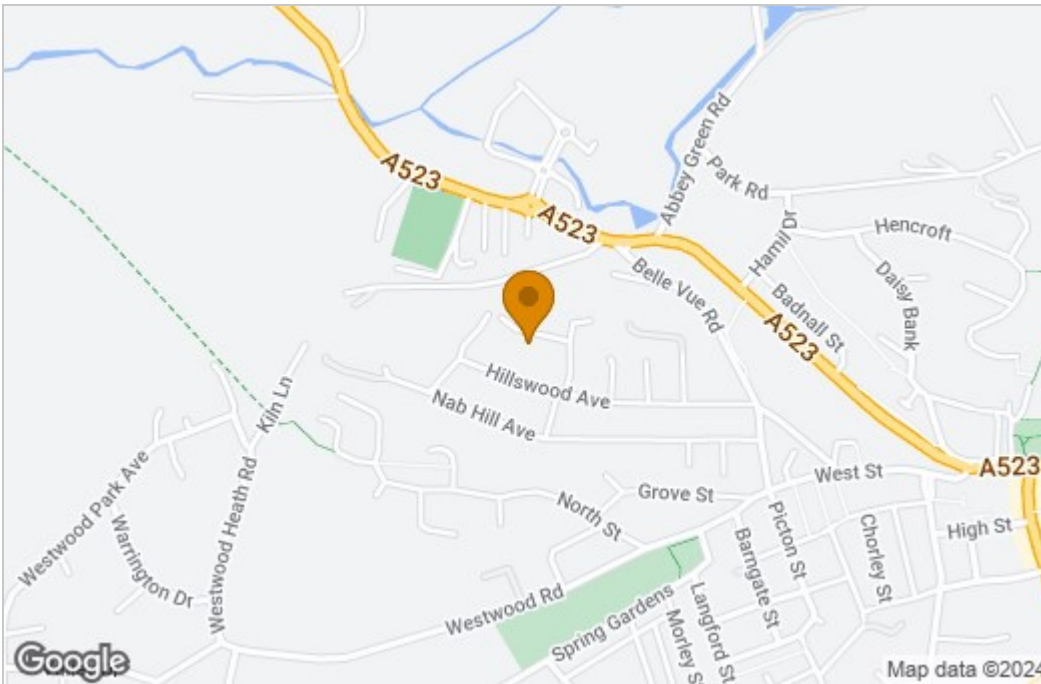 A523
Abbey Green Rd
Park Rd
A523
Hencroft
Hamil Dr
Belle Vue Rd
Daisy Bank
Badnall St
A523
Kiln Ln
Hillswood Ave
Nab Hill Ave
Westwood Park Ave
Westwood Heath Rd
West St
A523
Grove St
North St
Picton St
High St
Chorley St
Barngate St
Warrington Dr
Westwood Rd
Spring Gardens
Langford St
Morley St
Google
Map data ©2024